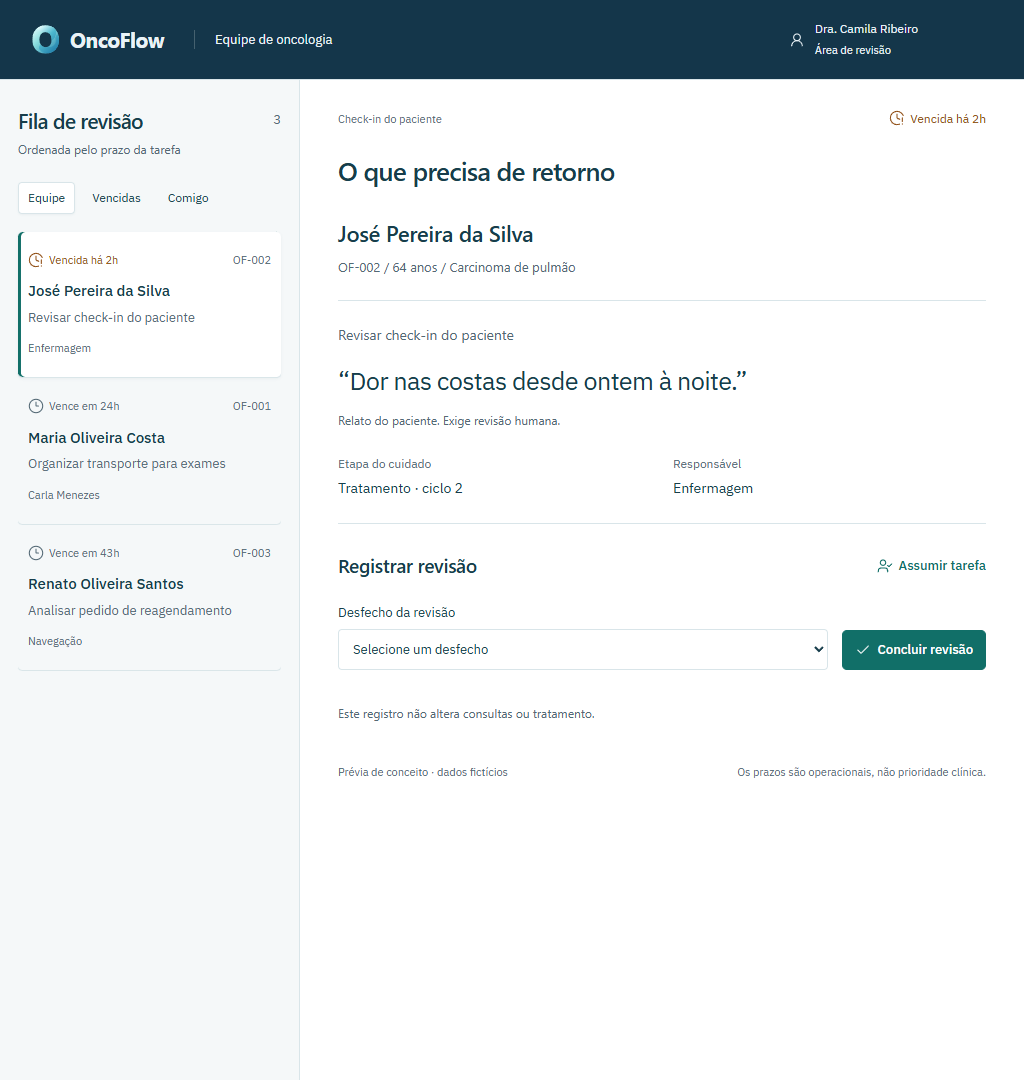 OncoFlow
Equipe de oncologia
Dra. Camila Ribeiro
Área de revisão
Fila de revisão
3
Ordenada pelo prazo da tarefa
Equipe
Vencidas
Comigo
Vencida há 2h
OF-002
José Pereira da Silva
Revisar check-in do paciente
Enfermagem
Vence em 24h
OF-001
Maria Oliveira Costa
Organizar transporte para exames
Carla Menezes
Vence em 43h
OF-003
Renato Oliveira Santos
Analisar pedido de reagendamento
Navegação
Check-in do paciente
Vencida há 2h
O que precisa de retorno
José Pereira da Silva
OF-002 / 64 anos / Carcinoma de pulmão
Revisar check-in do paciente
“Dor nas costas desde ontem à noite.”
Relato do paciente. Exige revisão humana.
Etapa do cuidado
Responsável
Tratamento · ciclo 2
Enfermagem
Registrar revisão
Assumir tarefa
Desfecho da revisão
Selecione um desfecho
Concluir revisão
Este registro não altera consultas ou tratamento.
Prévia de conceito · dados fictícios
Os prazos são operacionais, não prioridade clínica.